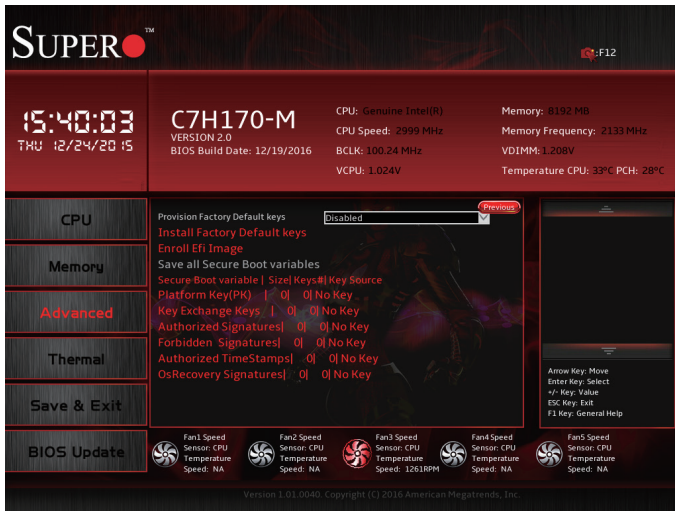 SUPER
TM
:F12
15:40:03
THU 12/24/2015
C7H170-M
VERSION 2.0
BIOS Build Date: 12/19/2016
CPU: Genuine Intel(R)
CPU Speed: 2999 MHz
BCLK: 100.24 MHz
VCPU: 1.024V
Memory: 8192 MB
Memory Frequency: 2133 MHz
VDIMM: 1.208V
Temperature CPU: 33ºC PCH: 28ºC
CPU
Memory
Advanced
Thermal
Save & Exit
BIOS Update
Previous
Provision Factory Default keys Disabled
Install Factory Default keys
Enroll Efi Image
Save all Secure Boot variables
Secure Boot variable | Size| Keys#| Key Source
Platform Key(PK) | 0| 0| No Key
Key Exchange Keys | 0| 0| No Key
Authorized Signatures| 0| 0| No Key
Forbidden Signatures| 0| 0| No Key
Authorized TimeStamps| 0| 0| No Key
OsRecovery Signatures| 0| 0| No Key
Arrow Key: Move
Enter Key: Select
+/- Key: Value
ESC Key: Exit
F1 Key: General Help
Fan1 Speed
Sensor: CPU
Temperature
Speed: NA
Fan2 Speed
Sensor: CPU
Temperature
Speed: NA
Fan3 Speed
Sensor: CPU
Temperature
Speed: 1261RPM
Fan4 Speed
Sensor: CPU
Temperature
Speed: NA
Fan5 Speed
Sensor: CPU
Temperature
Speed: NA
Version 1.01.0040. Copyright (C) 2016 American Megatrends, Inc.